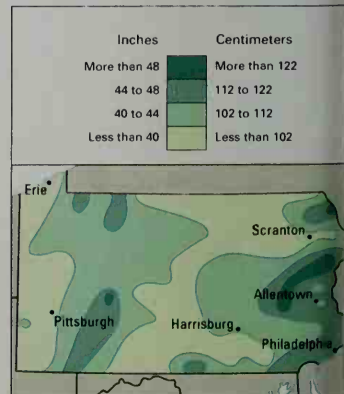 Inches Centimeters
More than 48 More than 122
44 to 48 112 to 122
40 to 44 102 to 112
Less than 40 Less than 102
Erie
Scranton
Allentown
Pittsburgh
Harrisburg
Philadelphia